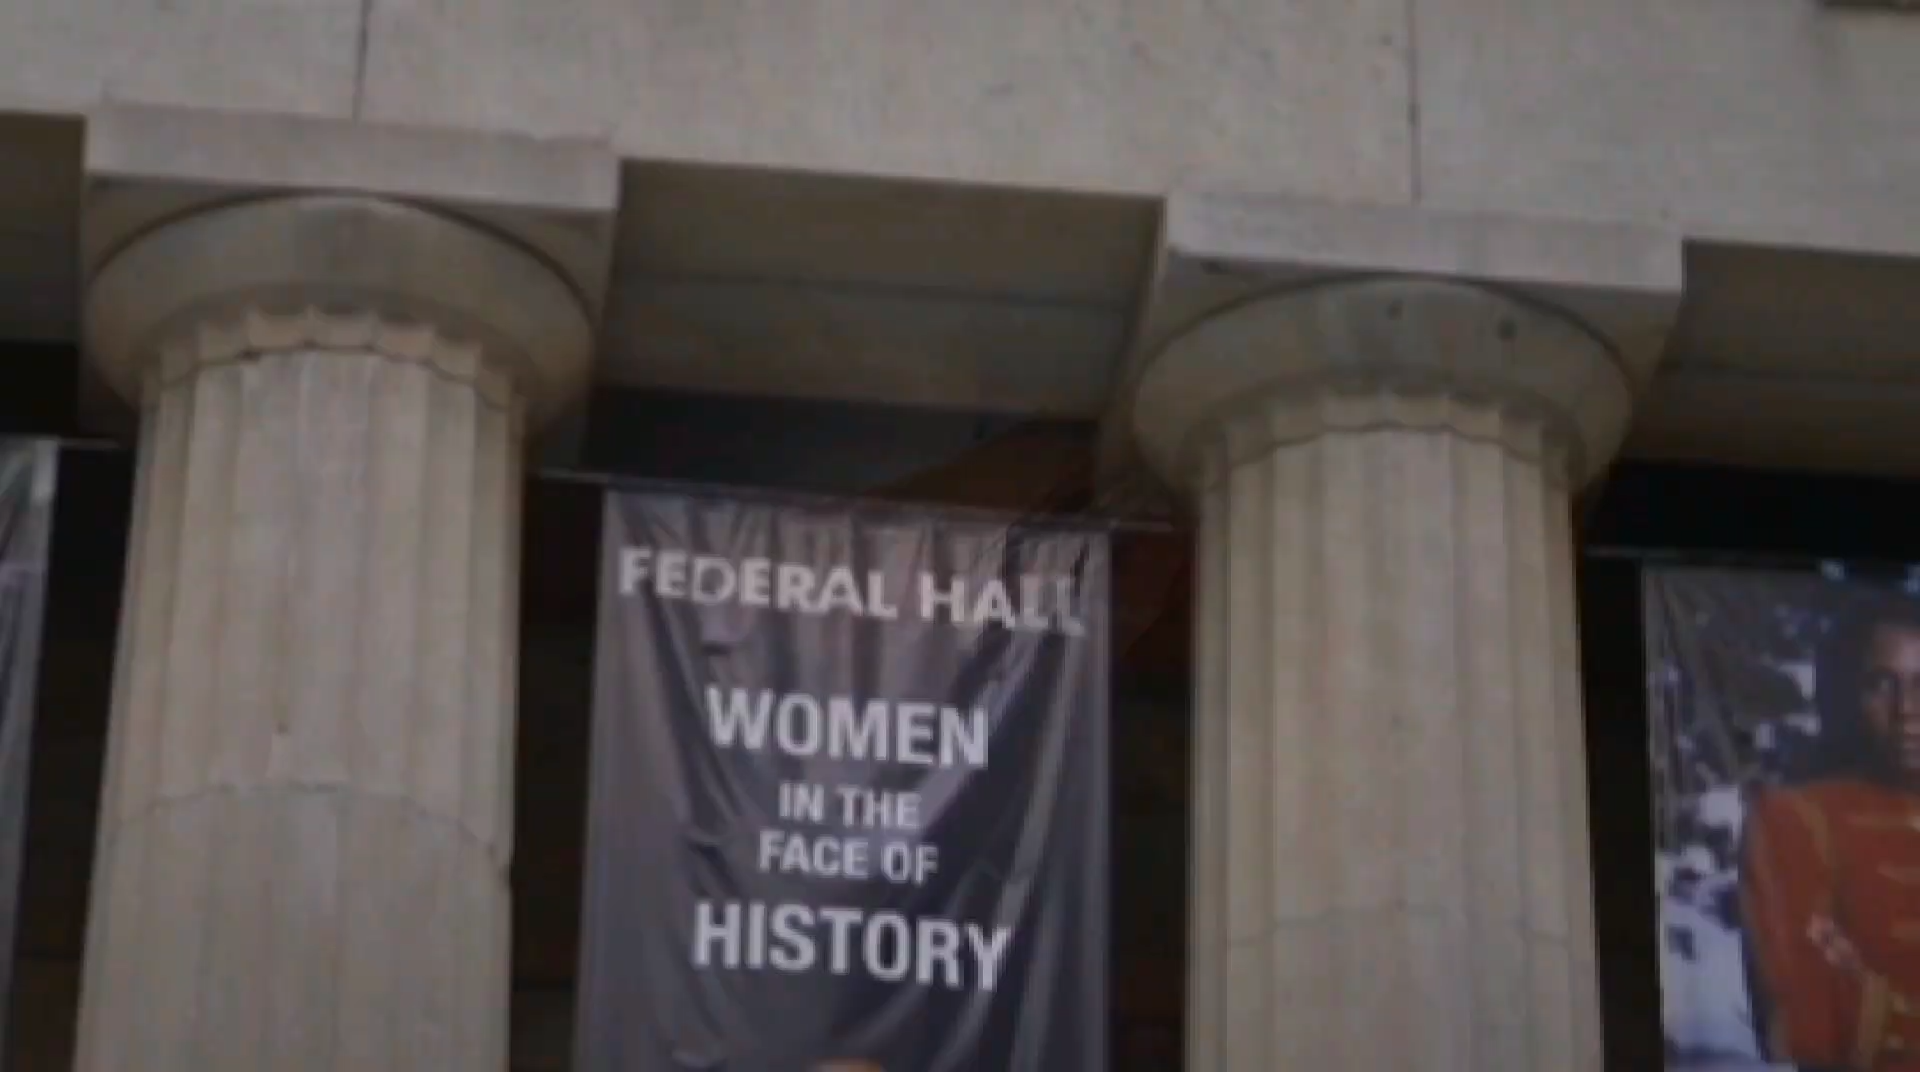 FEDERAL HALL
WOMEN
IN THE
FACE OF
HISTORY